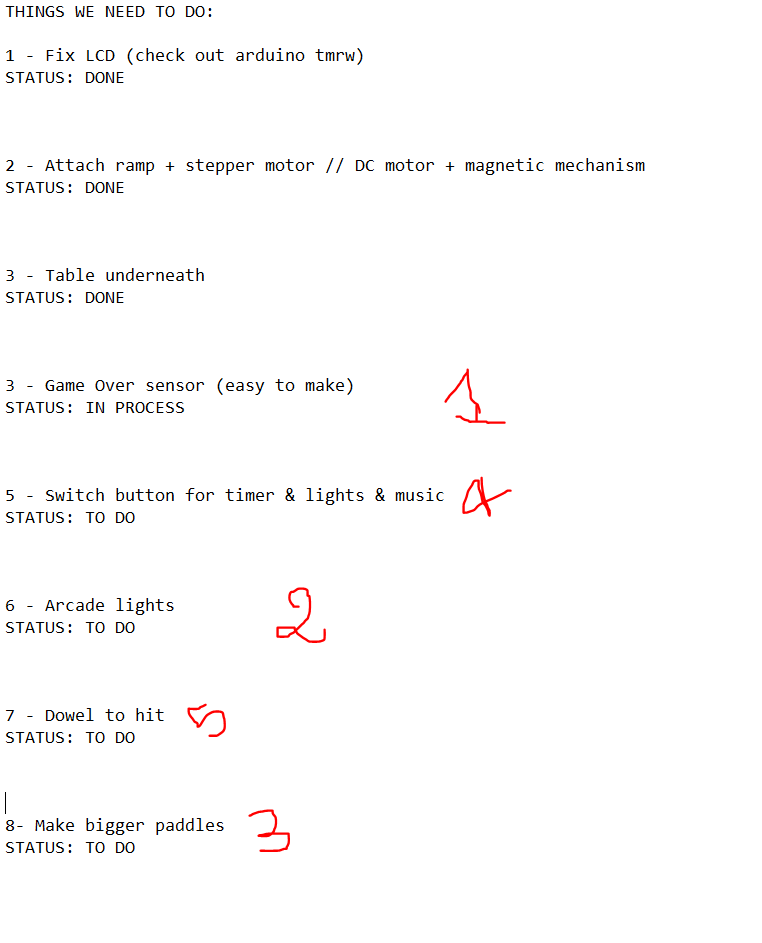 THINGS WE NEED TO DO:
1 - Fix LCD (check out arduino tmrw)
STATUS: DONE
2 - Attach ramp + stepper motor // DC motor + magnetic mechanism
STATUS: DONE
3 - Table underneath
STATUS: DONE
3 - Game Over sensor (easy to make)
STATUS: IN PROCESS
1
5 - Switch button for timer & lights & music 4
STATUS: TO DO
6 - Arcade lights
STATUS: TO DO
2
7 - Dowel to hit 5
STATUS: TO DO
8- Make bigger paddles 3
STATUS: TO DO